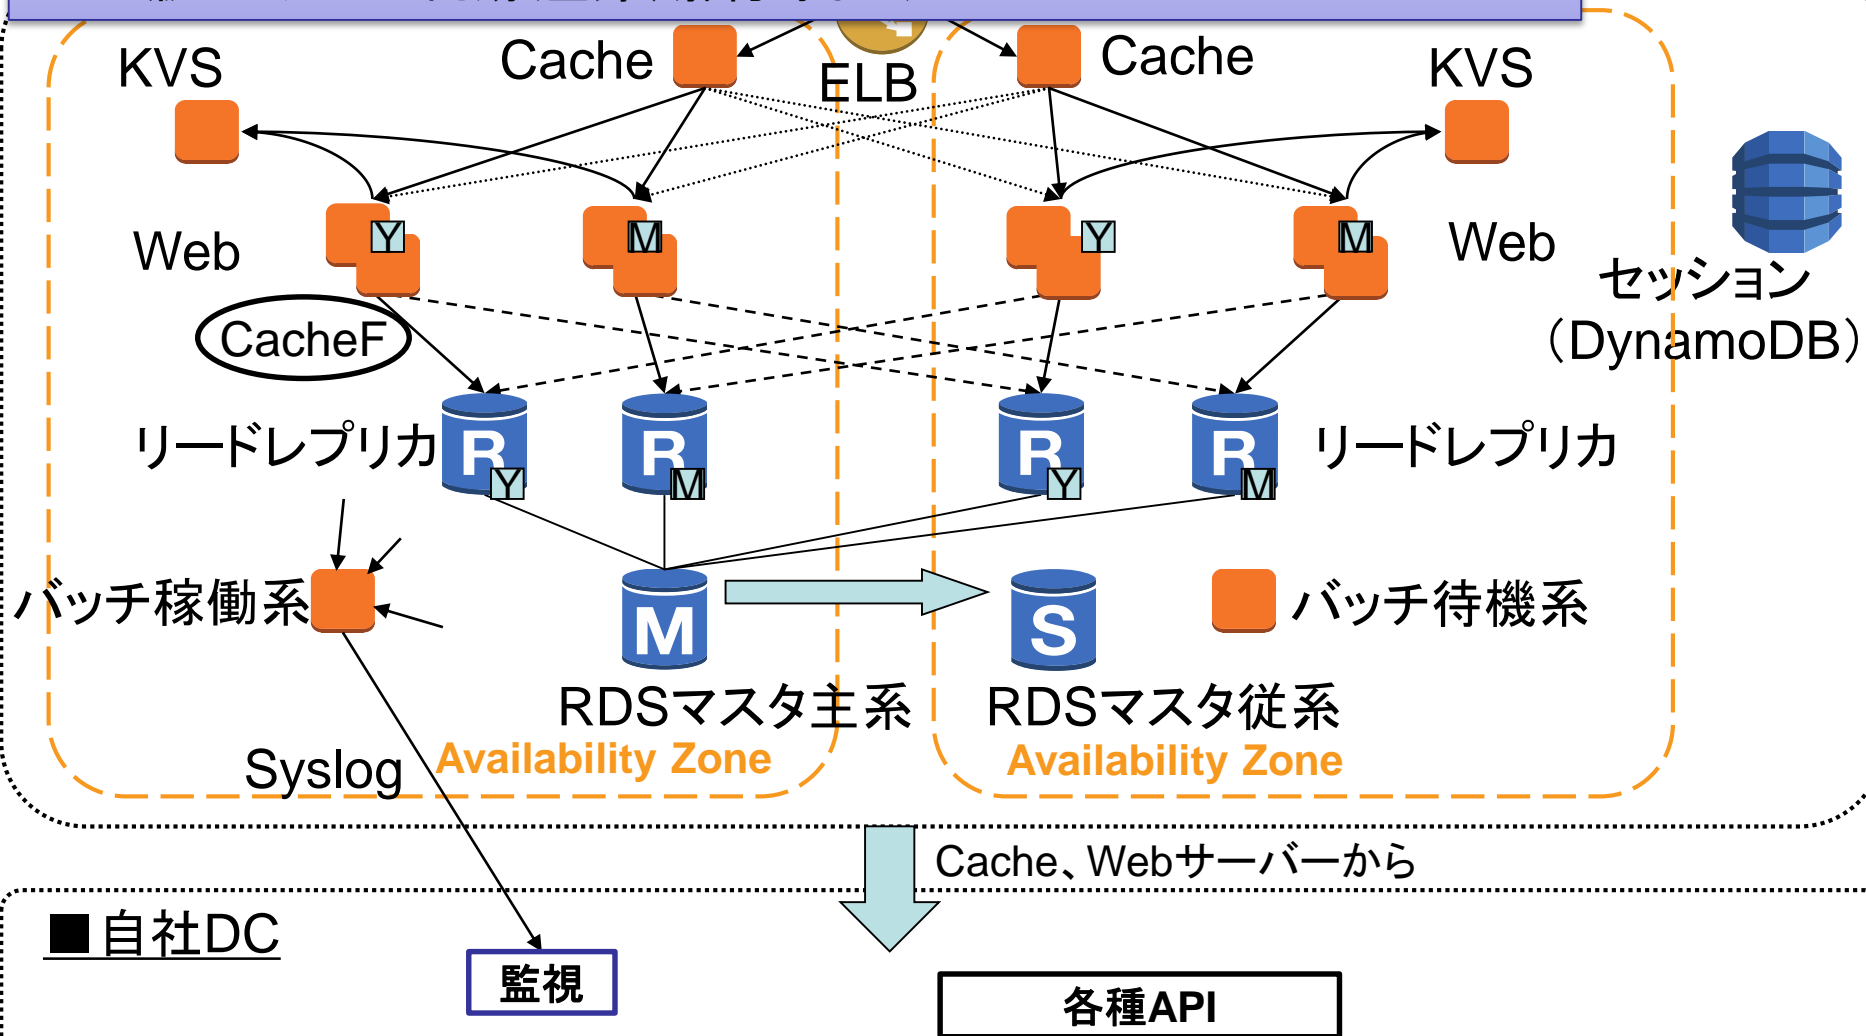 KVS
Cache
ELB
Cache
KVS
Web
Y
M
Y
M
Web
セッション
（DynamoDB）
CacheF
リードレプリカ
R
Y
R
M
R
Y
R
M
リードレプリカ
バッチ稼働系
M
S
バッチ待機系
RDSマスタ主系
RDSマスタ従系
Availability Zone
Availability Zone
Syslog
Cache、Webサーバーから
■自社DC
監視
各種API